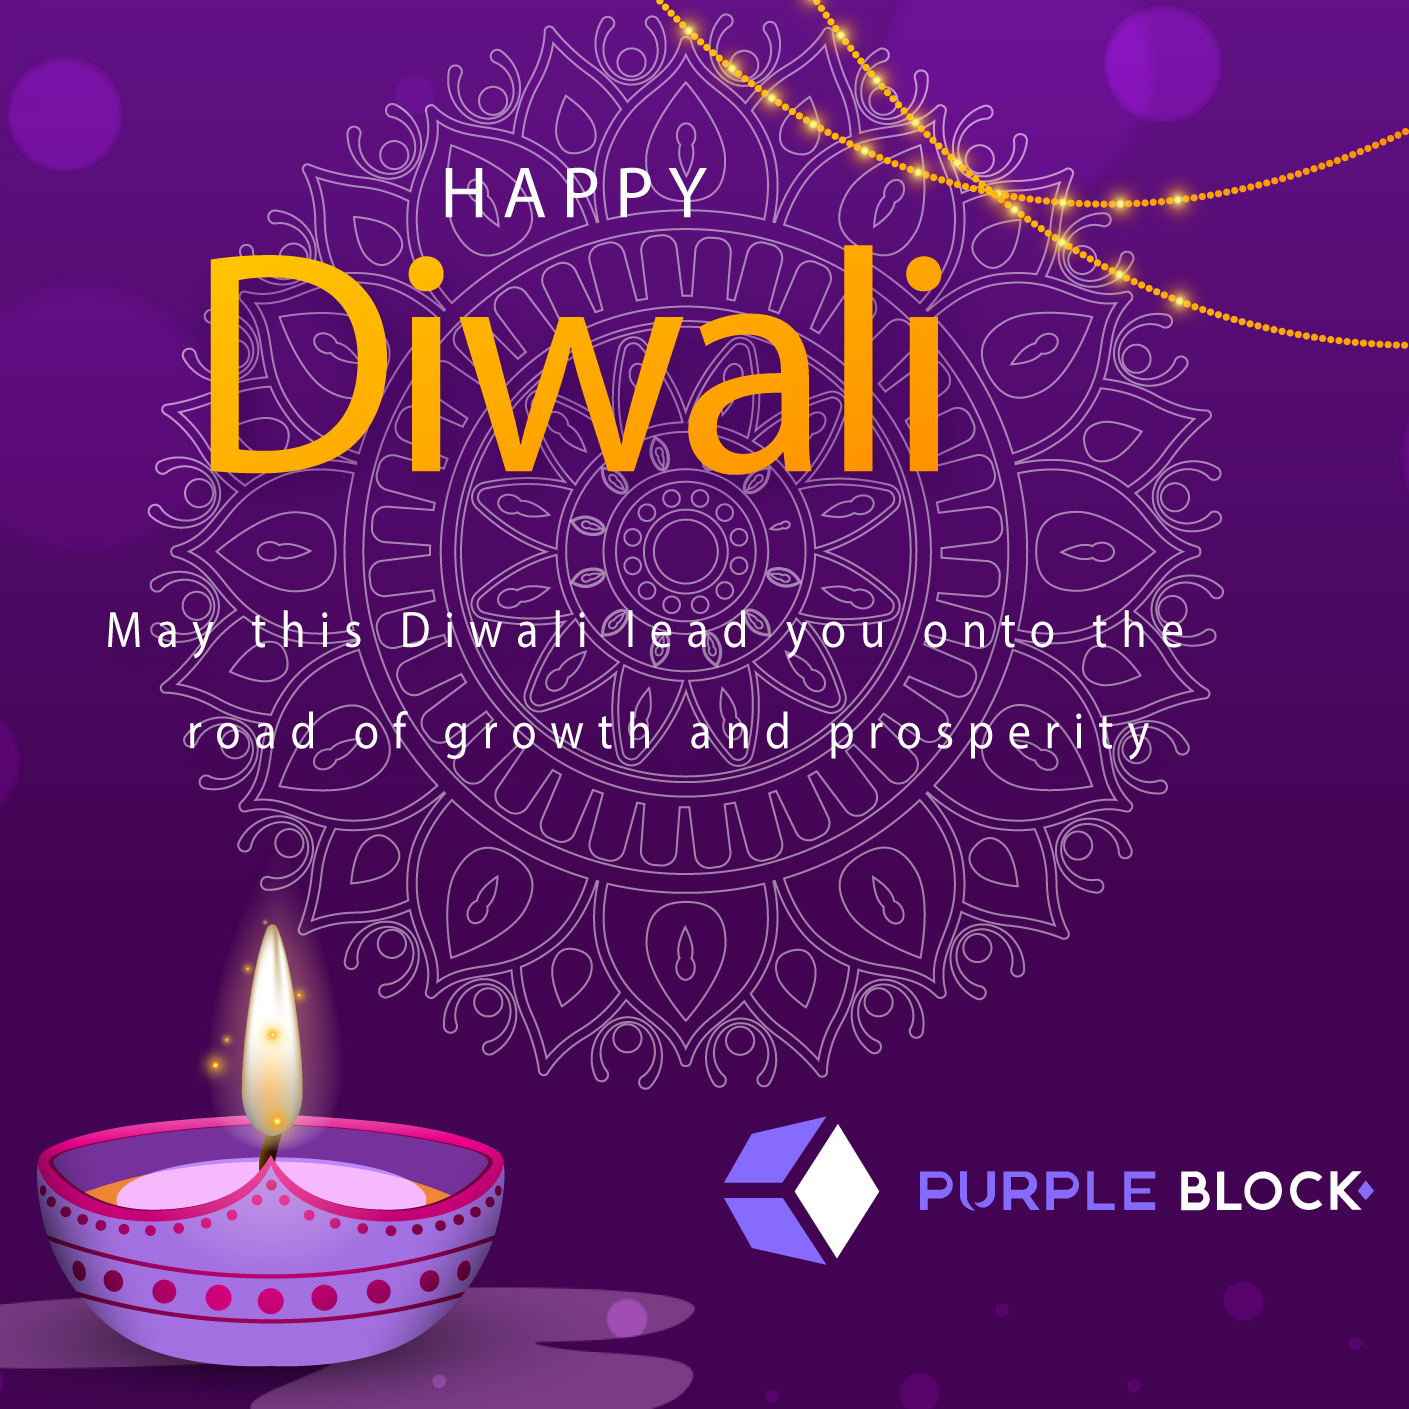 HAPPY
Diwali
May this Diwali lead you onto the
road of growth and prosperity
PURPLE BLOCK